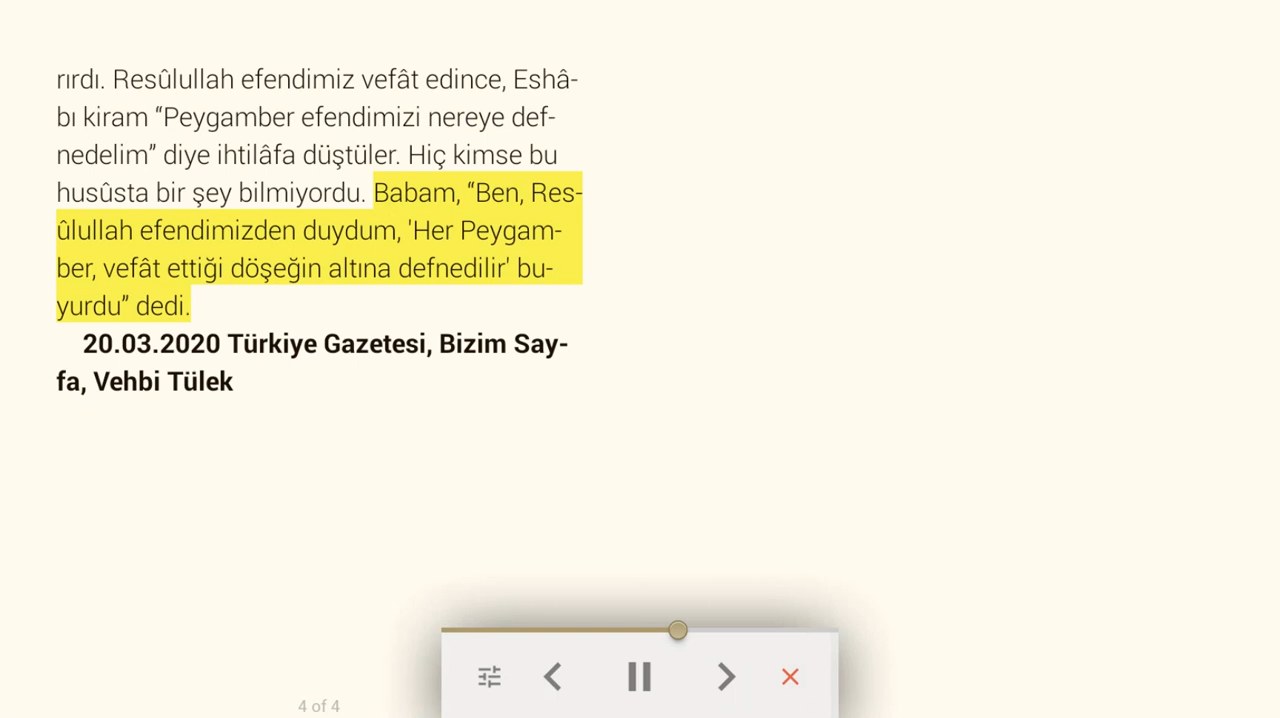 rırdı. Resûlullah efendimiz vefât edince, Eshâ-
bı kiram “Peygamber efendimizi nereye def-
nedelim” diye ihtilâfa düştüler. Hiç kimse bu
husûsta bir şey bilmiyordu. Babam, “Ben, Res-
ûlullah efendimizden duydum, 'Her Peygam-
ber, vefât ettiği döşeğin altına defnedilir' bu-
yurdu” dedi.
20.03.2020 Türkiye Gazetesi, Bizim Say-
fa, Vehbi Tülek
4 of 4